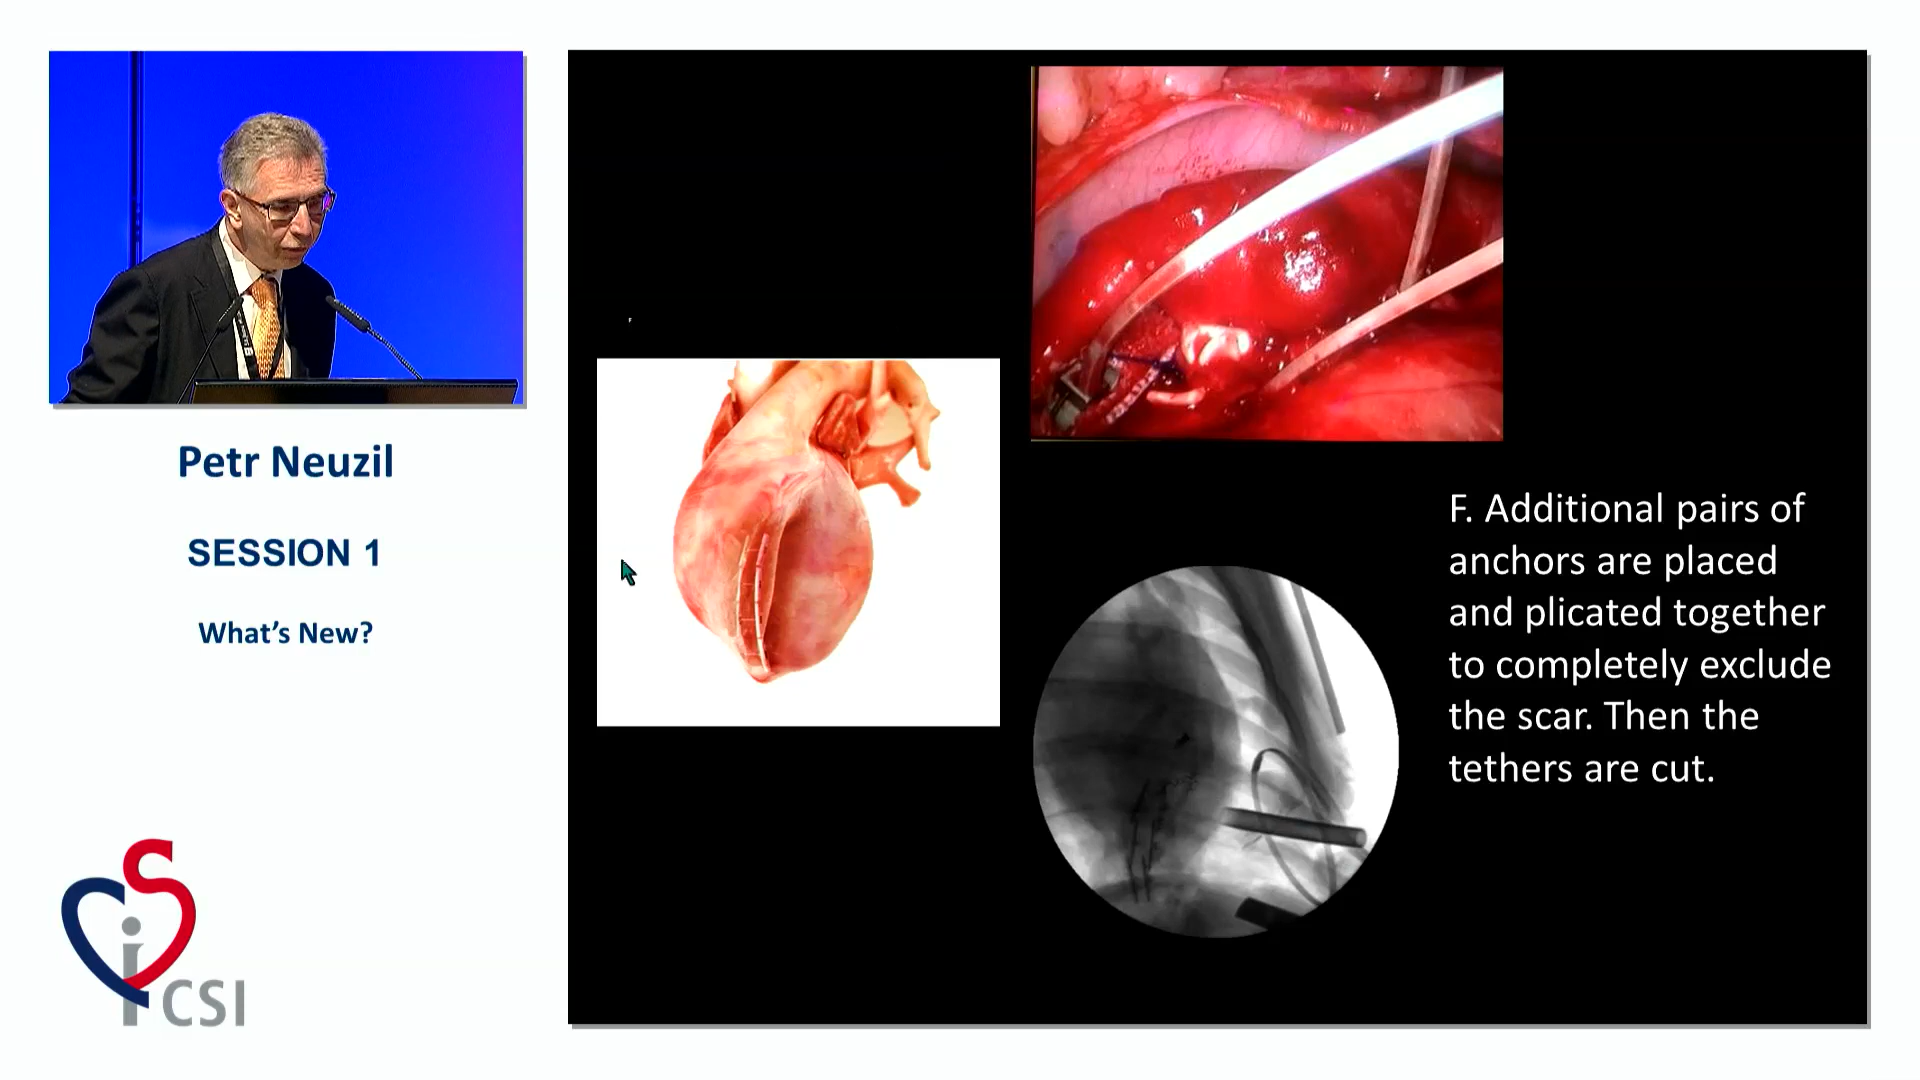 Petr Neuzil
SESSION 1
What's New?
iCSI
F. Additional pairs of
anchors are placed
and plicated together
to completely exclude
the scar. Then the
tethers are cut.